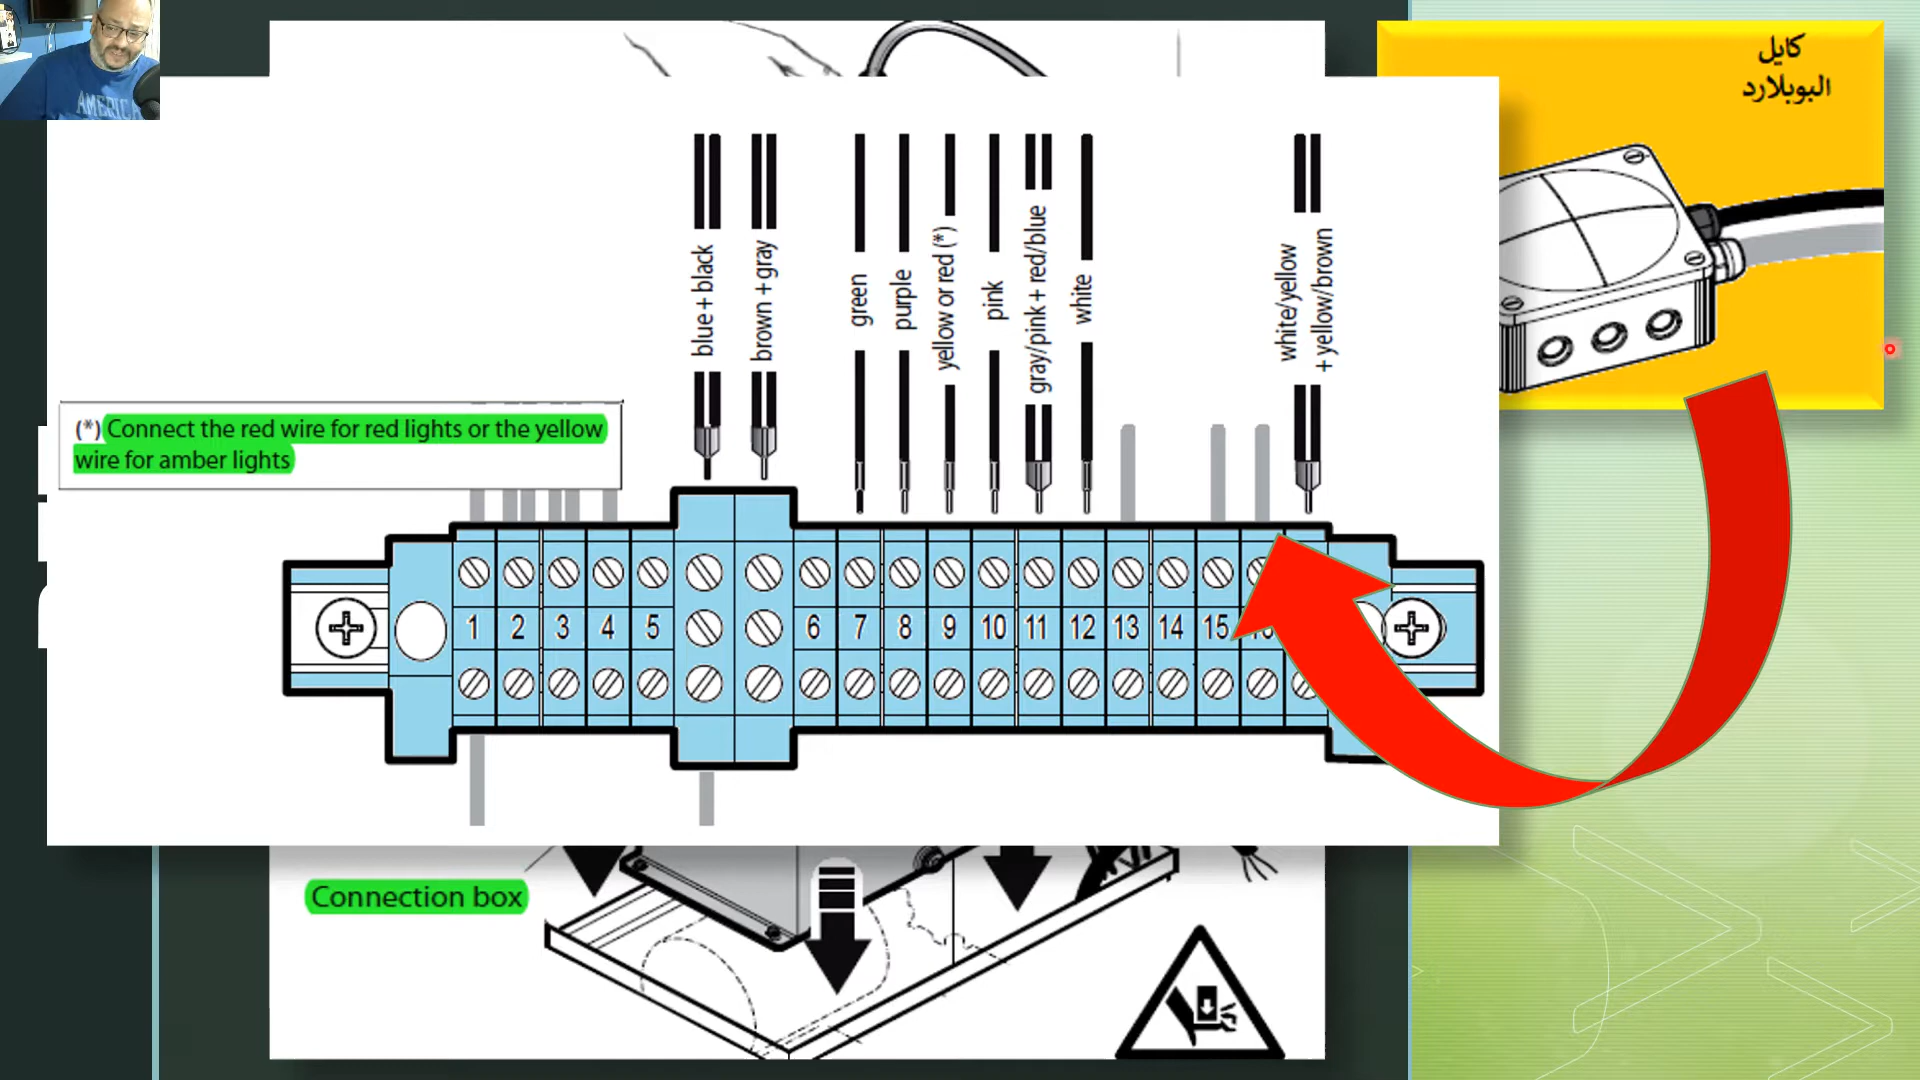 AMERICA
كابل
البوبلارد
blue + black
brown + gray
green
purple
yellow or red (*)
pink
gray/pink + red/blue
white
white/yellow
+ yellow/brown
(*) Connect the red wire for red lights or the yellow
wire for amber lights
1 2 3 4 5 6 7 8 9 10 11 12 13 14 15
Connection box